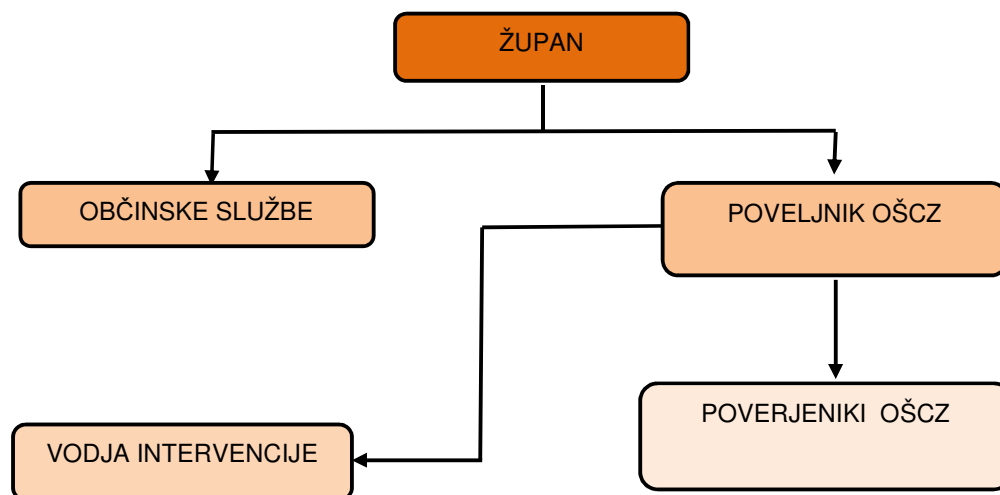 ŽUPAN
OBČINSKE SLUŽBE
POVELJNIK OŠCZ
POVERJENIKI OŠCZ
VODJA INTERVENCIJE